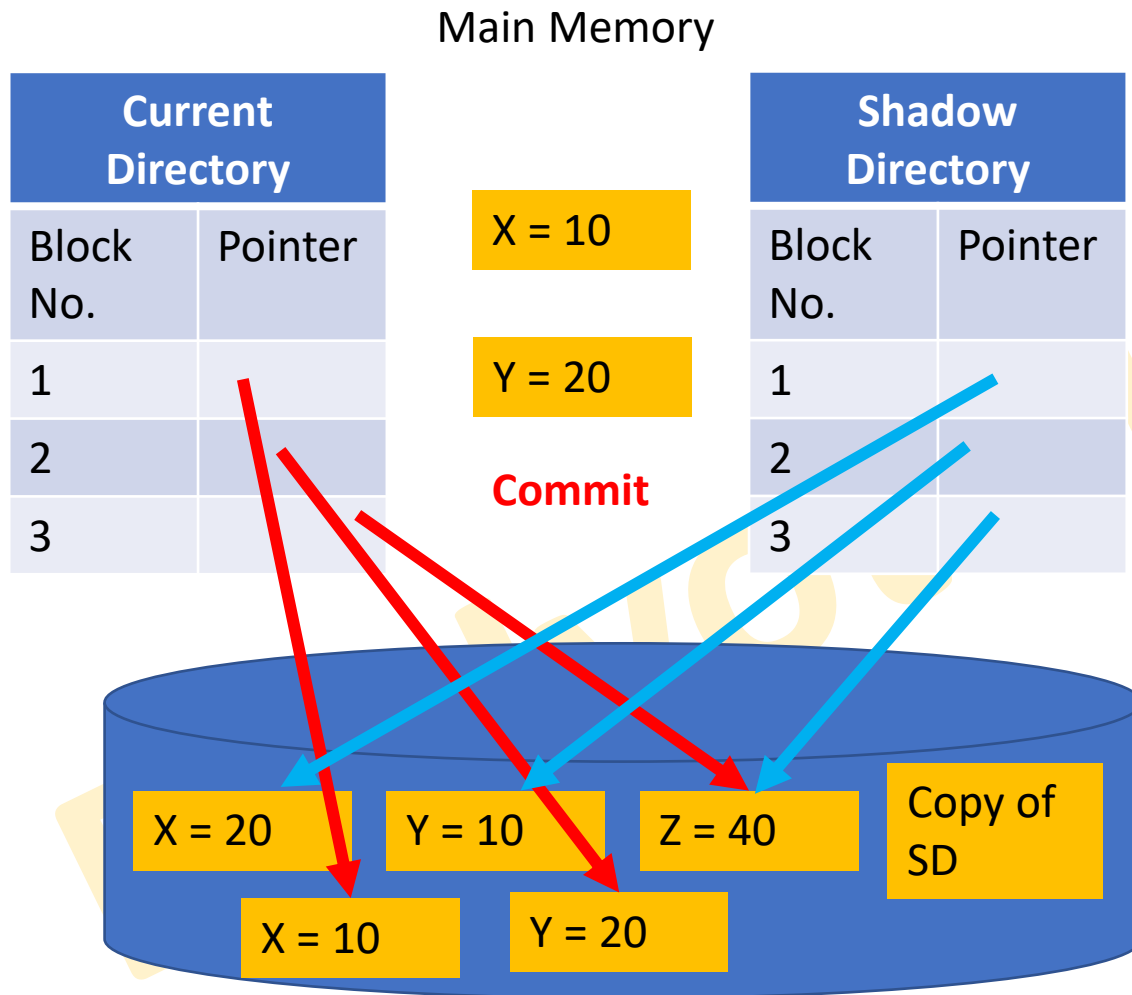 Main Memory
Current
Directory
Block
No.
Pointer
1
2
3
X = 10
Y = 20
Commit
Shadow
Directory
Block
No.
Pointer
1
2
3
X = 20
Y = 10
Z = 40
Copy of
SD
X = 10
Y = 20